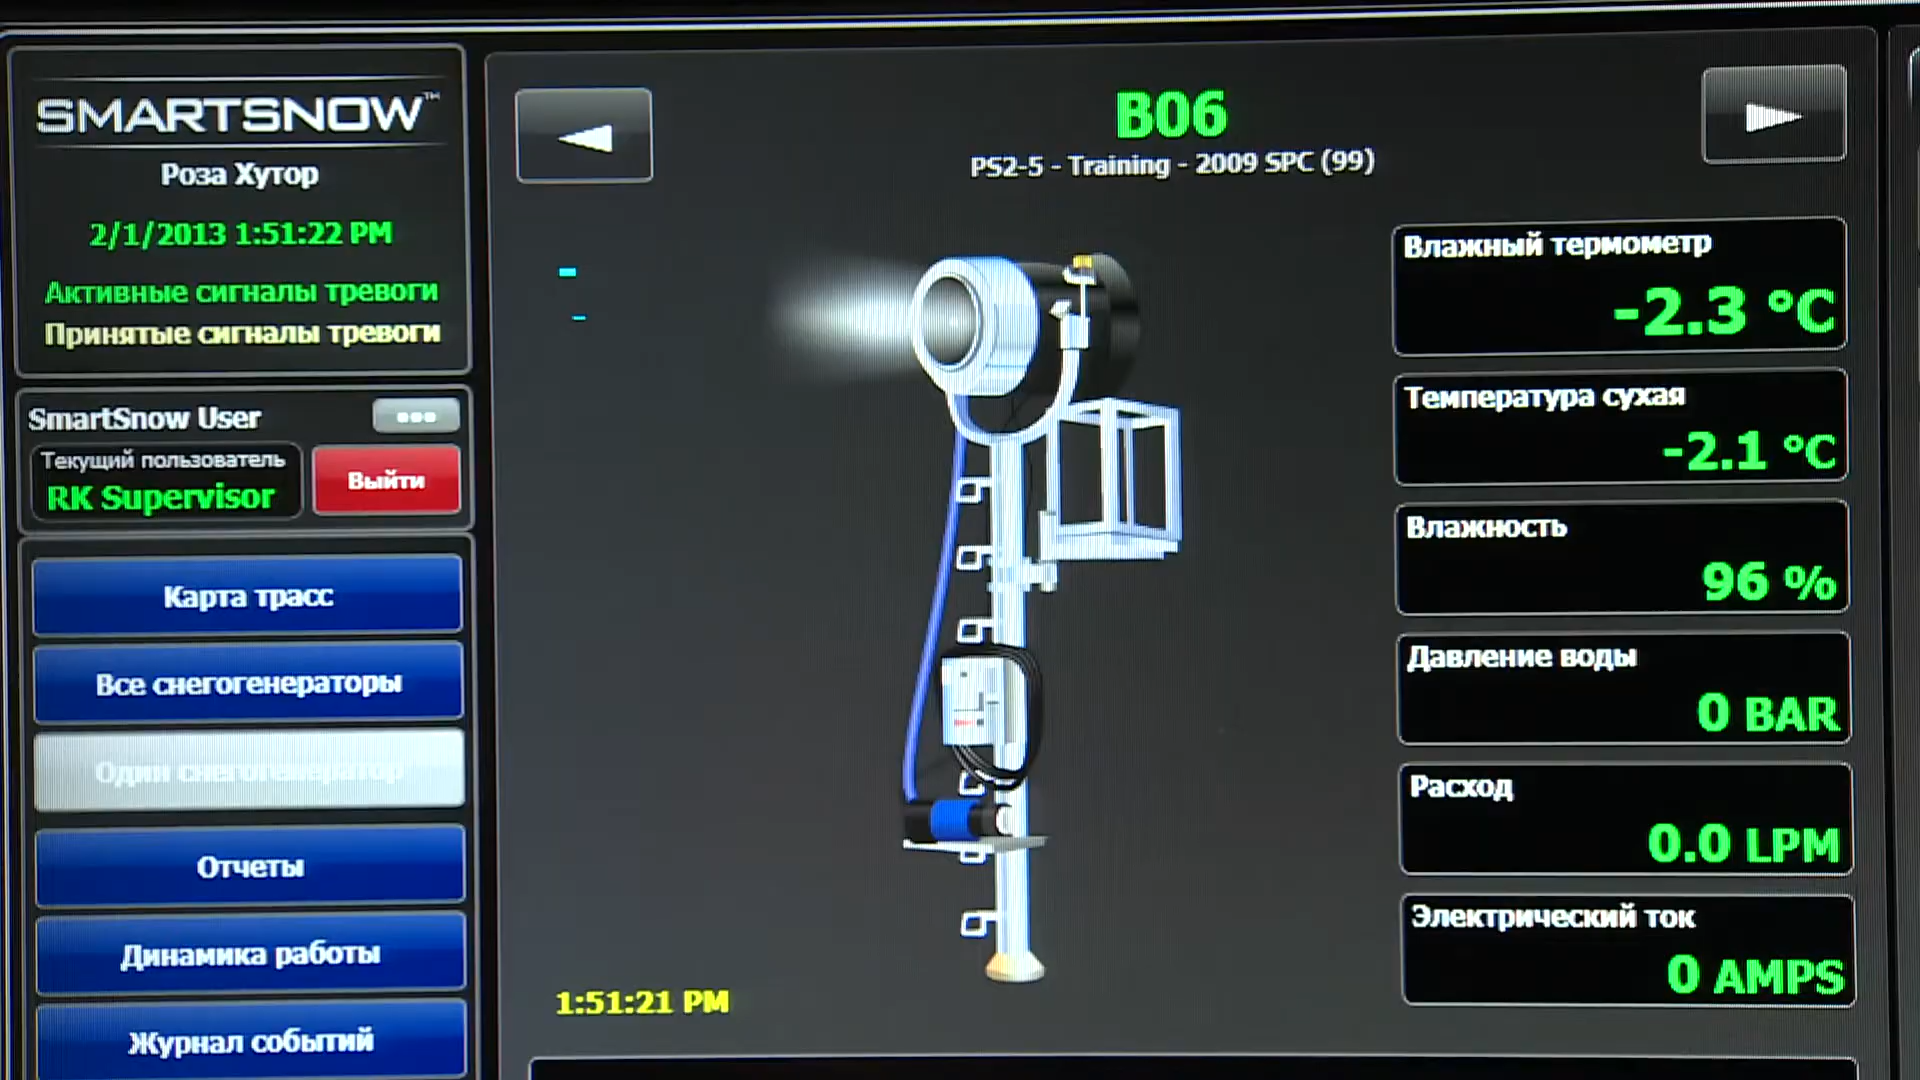 SMARTSNOW™
Роза Хутор
2/1/2013 1:51:22 PM
Активные сигналы тревоги
Принятые сигналы тревоги
SmartSnow User
Текущий пользователь
RK Supervisor
Выйти
Карта трасс
Все снегогенераторы
Один снегогенератор
Отчеты
Динамика работы
Журнал событий
B06
PS2-5 - Training - 2009 SPC (99)
1:51:21 PM
Влажный термометр
-2.3 °C
Температура сухая
-2.1 °C
Влажность
96 %
Давление воды
0 BAR
Расход
0.0 LPM
Электрический ток
0 AMPS